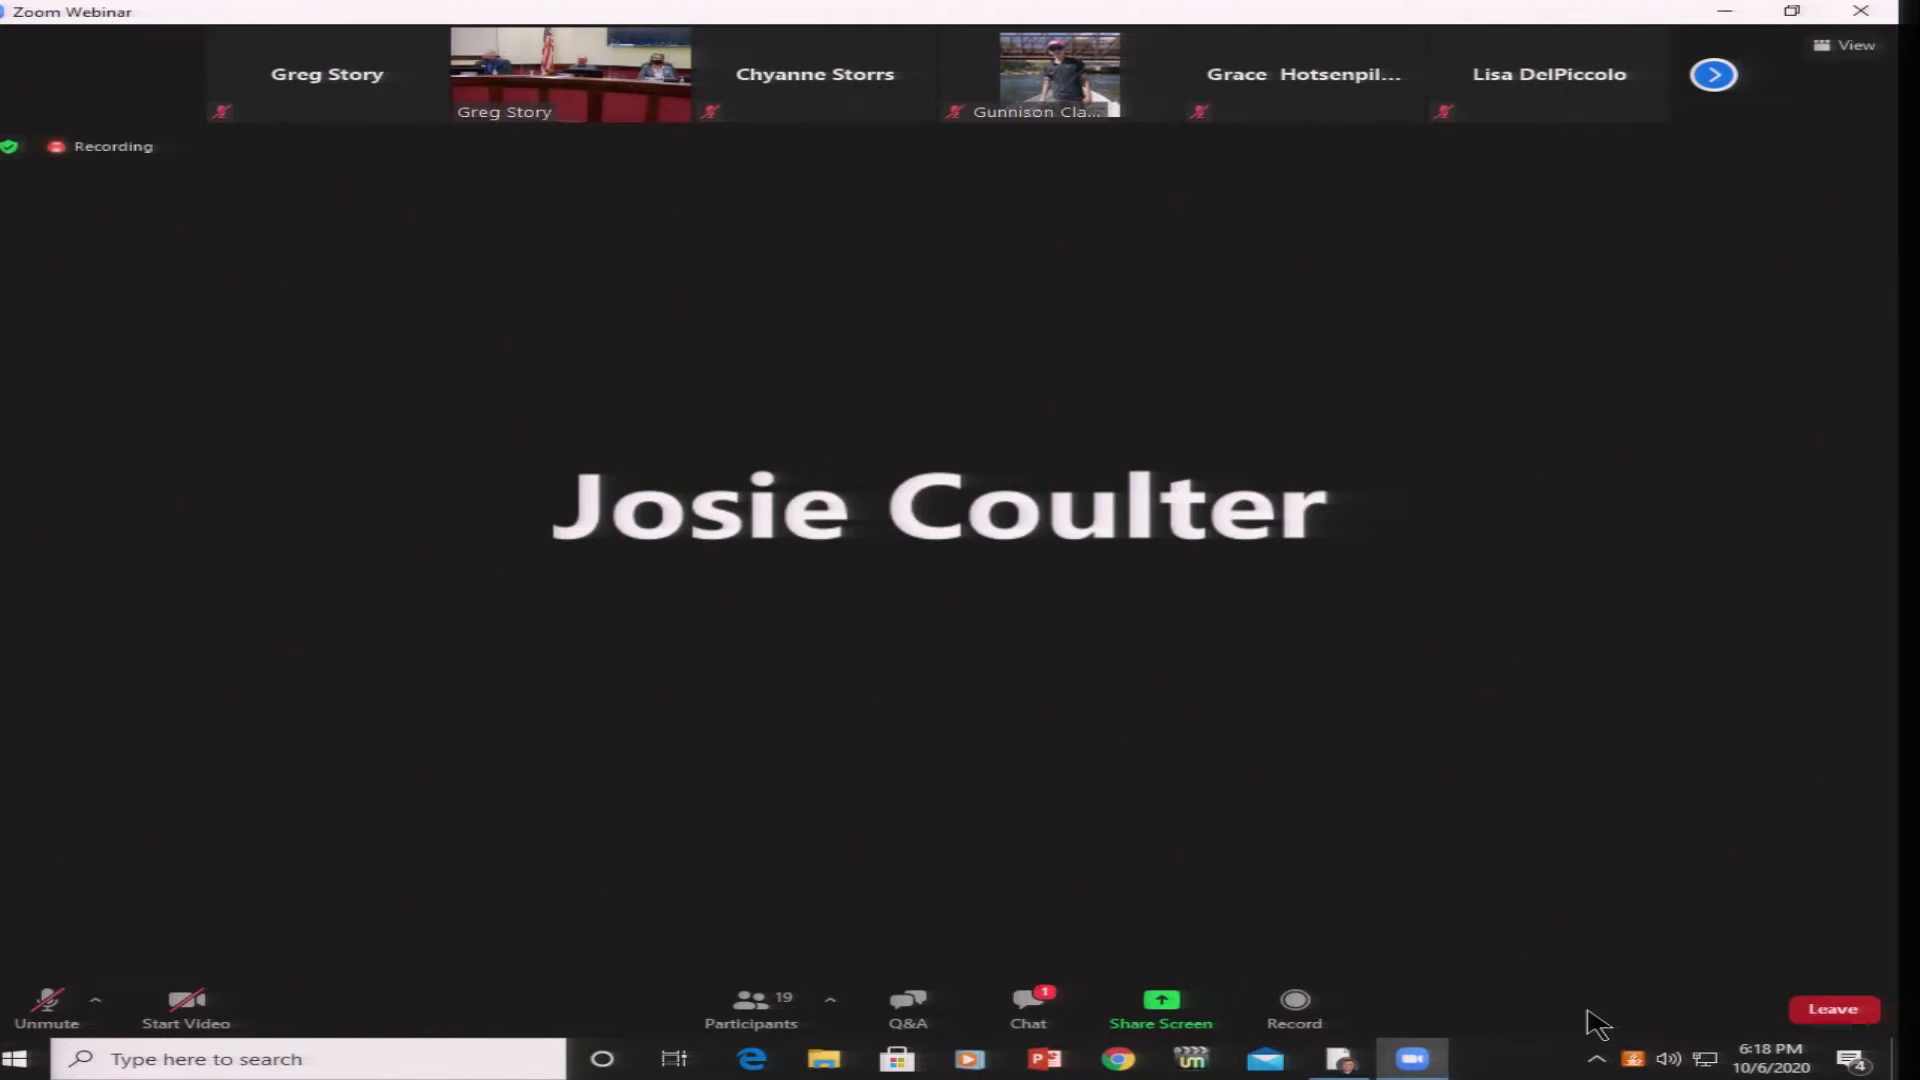 Zoom Webinar
View
Greg Story
Greg Story
Chyanne Storrs
Gunnison Cla...
Grace Hotsenpil...
Lisa DelPiccolo
Recording
Josie Coulter
Unmute
Start Video
19
Participants
Q&A
1
Chat
Share Screen
Record
Leave
Type here to search
6:18 PM
10/6/2020
4